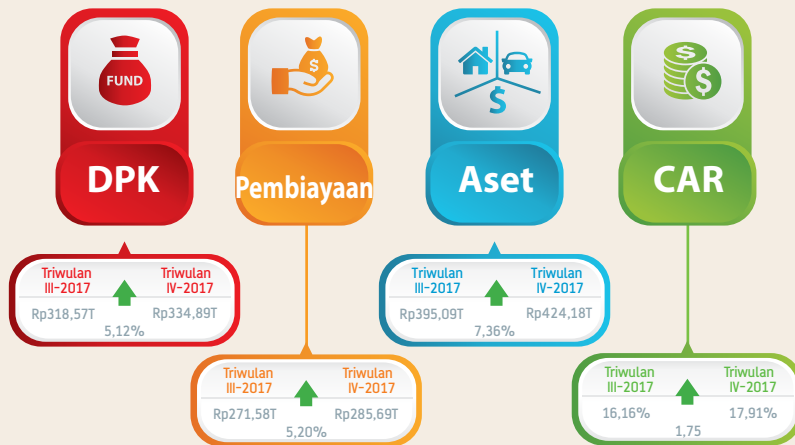 FUND
$
$
$
$
DPK
Pembiayaan
Aset
CAR
Triwulan
III-2017
Triwulan
IV-2017
Rp318,57T
Rp334,89T
5,12%
Triwulan
III-2017
Triwulan
IV-2017
Rp271,58T
Rp285,69T
5,20%
Triwulan
III-2017
Triwulan
IV-2017
Rp395,09T
Rp424,18T
7,36%
Triwulan
III-2017
Triwulan
IV-2017
16,16%
17,91%
1,75